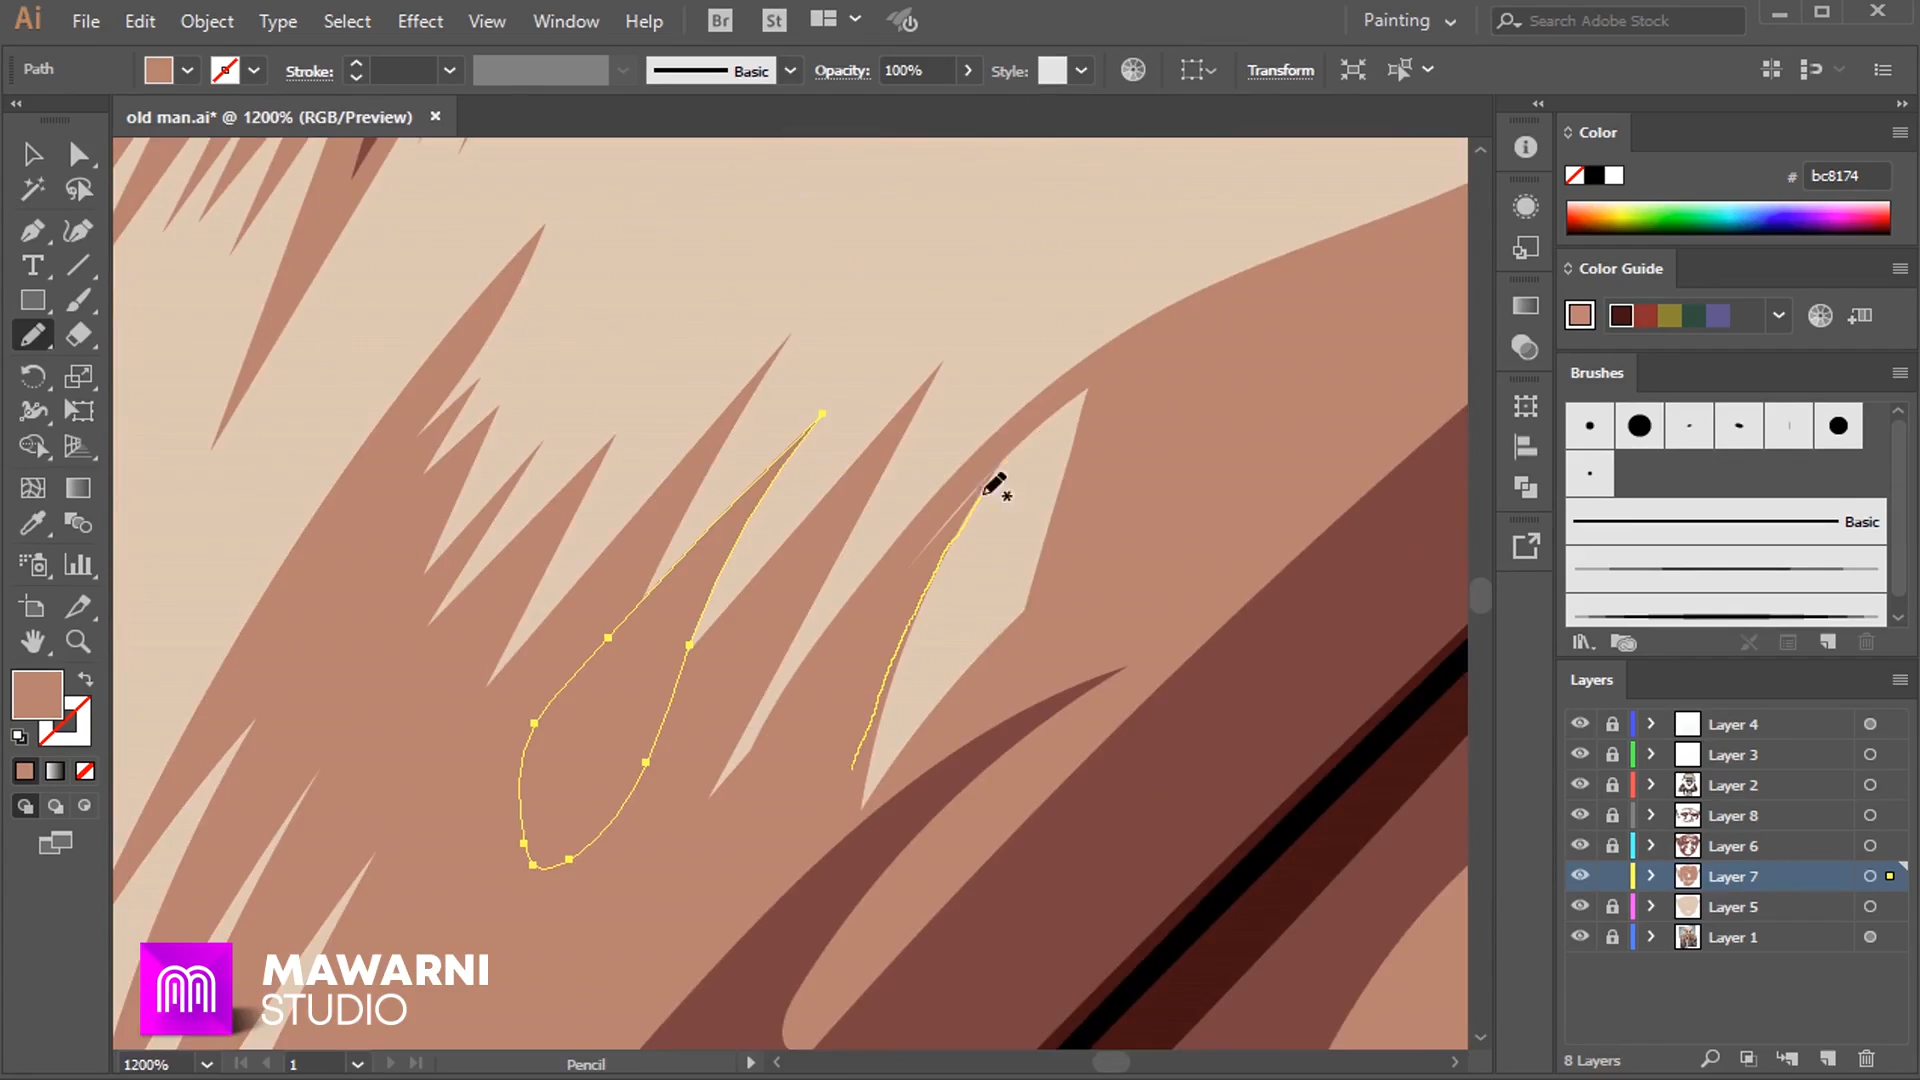 Ai File Edit Object Type Select Effect View Window Help Br St Painting Search Adobe Stock
Path Stroke: Basic Opacity: 100% Style: Transform
old man.ai* @ 1200% (RGB/Preview)
Color
# bc8174
Color Guide
Brushes
Basic
Layers
Layer 4
Layer 3
Layer 2
Layer 8
Layer 6
Layer 7
Layer 5
Layer 1
MAWARNI
STUDIO
1200% 1 Pencil 8 Layers